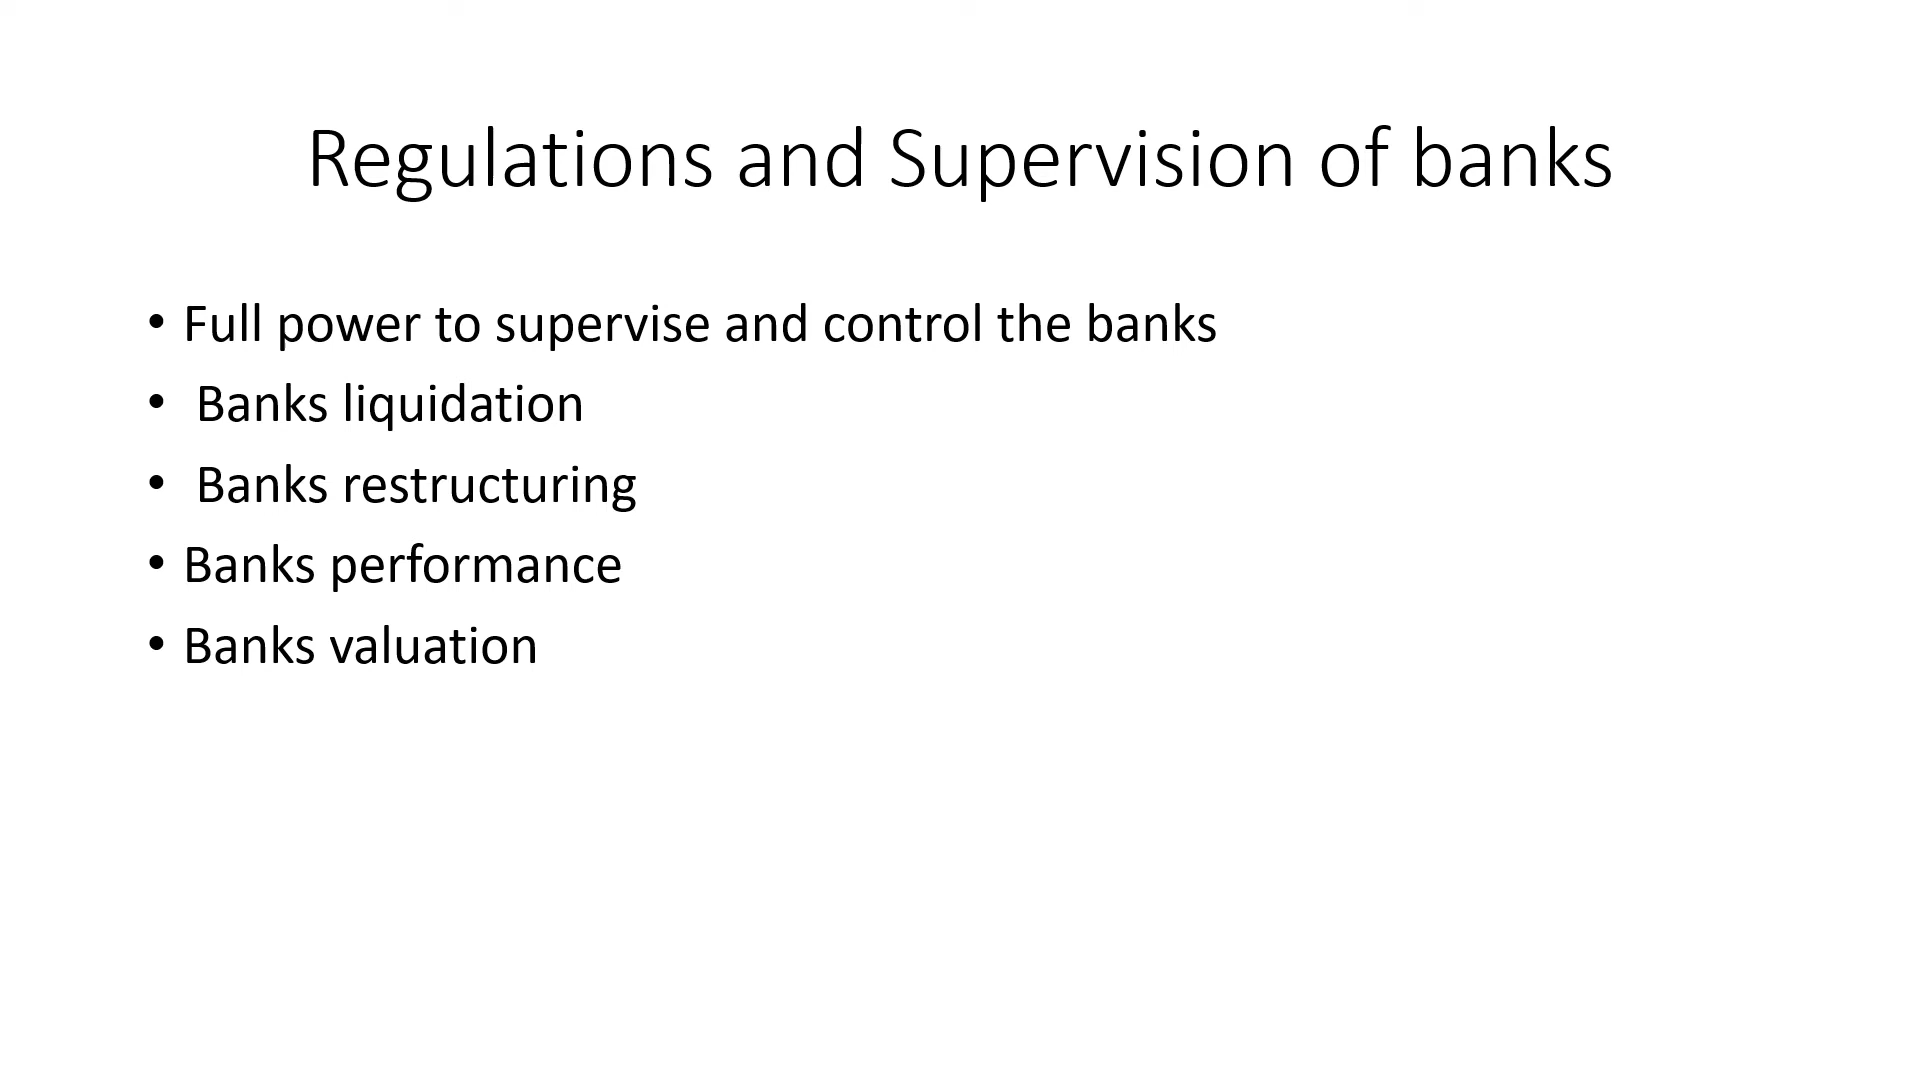 Regulations and Supervision of banks
• Full power to supervise and control the banks
• Banks liquidation
• Banks restructuring
• Banks performance
• Banks valuation